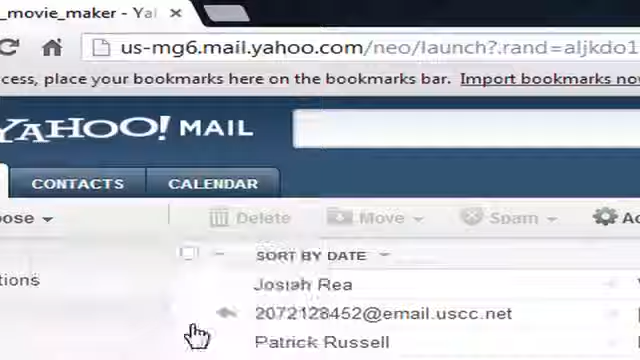 _movie_maker - Ya
us-mg6.mail.yahoo.com/neo/launch?.rand=aljkdo1
cess, place your bookmarks here on the bookmarks bar. Import bookmarks no
YAHOO! MAIL
CONTACTS CALENDAR
ose Delete Move Spam Ac
SORT BY DATE
tions Josiah Rea
2072128452@email.uscc.net
Patrick Russell